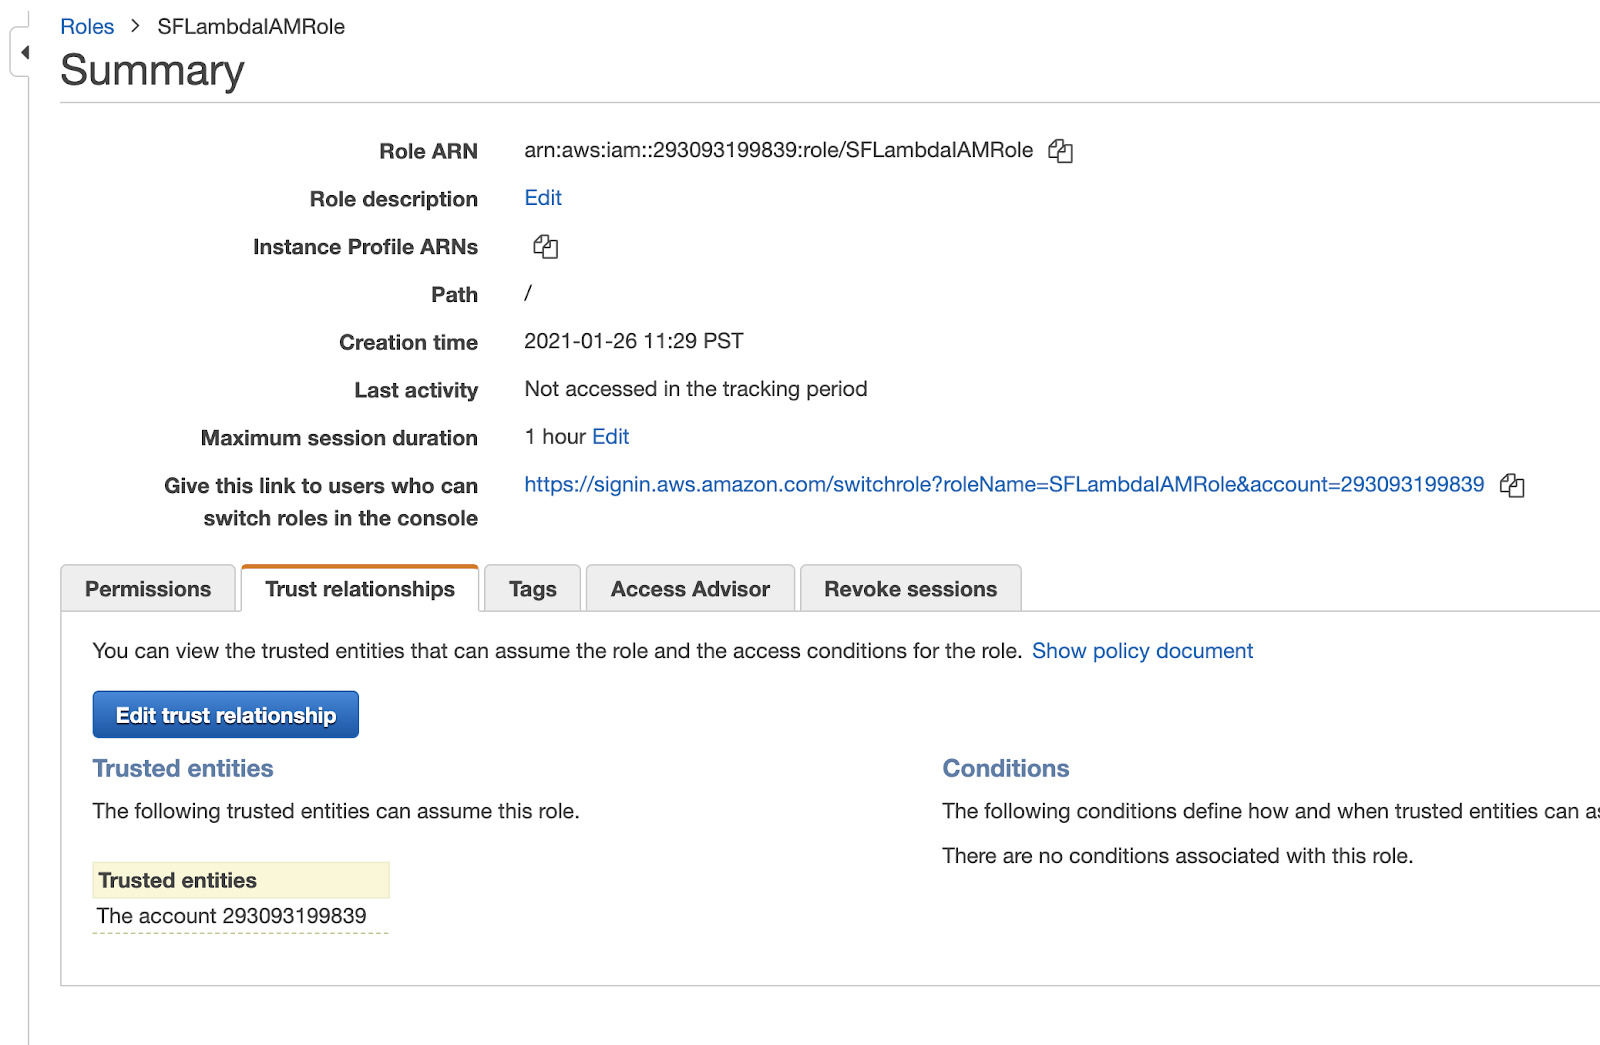 Roles > SFLambdaIAMRole
Summary
Role ARN arn:aws:iam::293093199839:role/SFLambdaIAMRole
Role description Edit
Instance Profile ARNs
Path /
Creation time 2021-01-26 11:29 PST
Last activity Not accessed in the tracking period
Maximum session duration 1 hour Edit
Give this link to users who can switch roles in the console https://signin.aws.amazon.com/switchrole?roleName=SFLambdaIAMRole&account=293093199839
Permissions Trust relationships Tags Access Advisor Revoke sessions
You can view the trusted entities that can assume the role and the access conditions for the role. Show policy document
Edit trust relationship
Trusted entities
The following trusted entities can assume this role.
Trusted entities
The account 293093199839
Conditions
The following conditions define how and when trusted entities can
There are no conditions associated with this role.